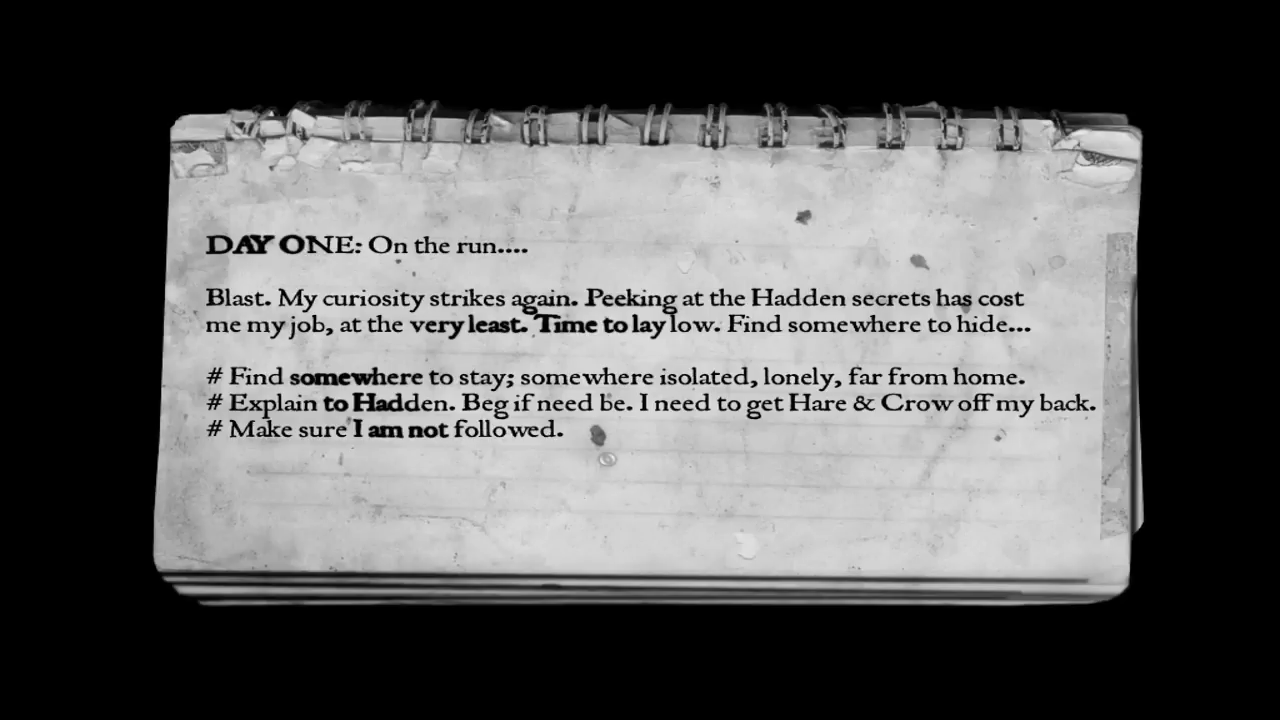 DAY ONE: On the run....
Blast. My curiosity strikes again. Peeking at the Hadden secrets has cost
me my job, at the very least. Time to lay low. Find somewhere to hide...
# Find somewhere to stay; somewhere isolated, lonely, far from home.
# Explain to Hadden. Beg if need be. I need to get Hare & Crow off my back.
# Make sure I am not followed.